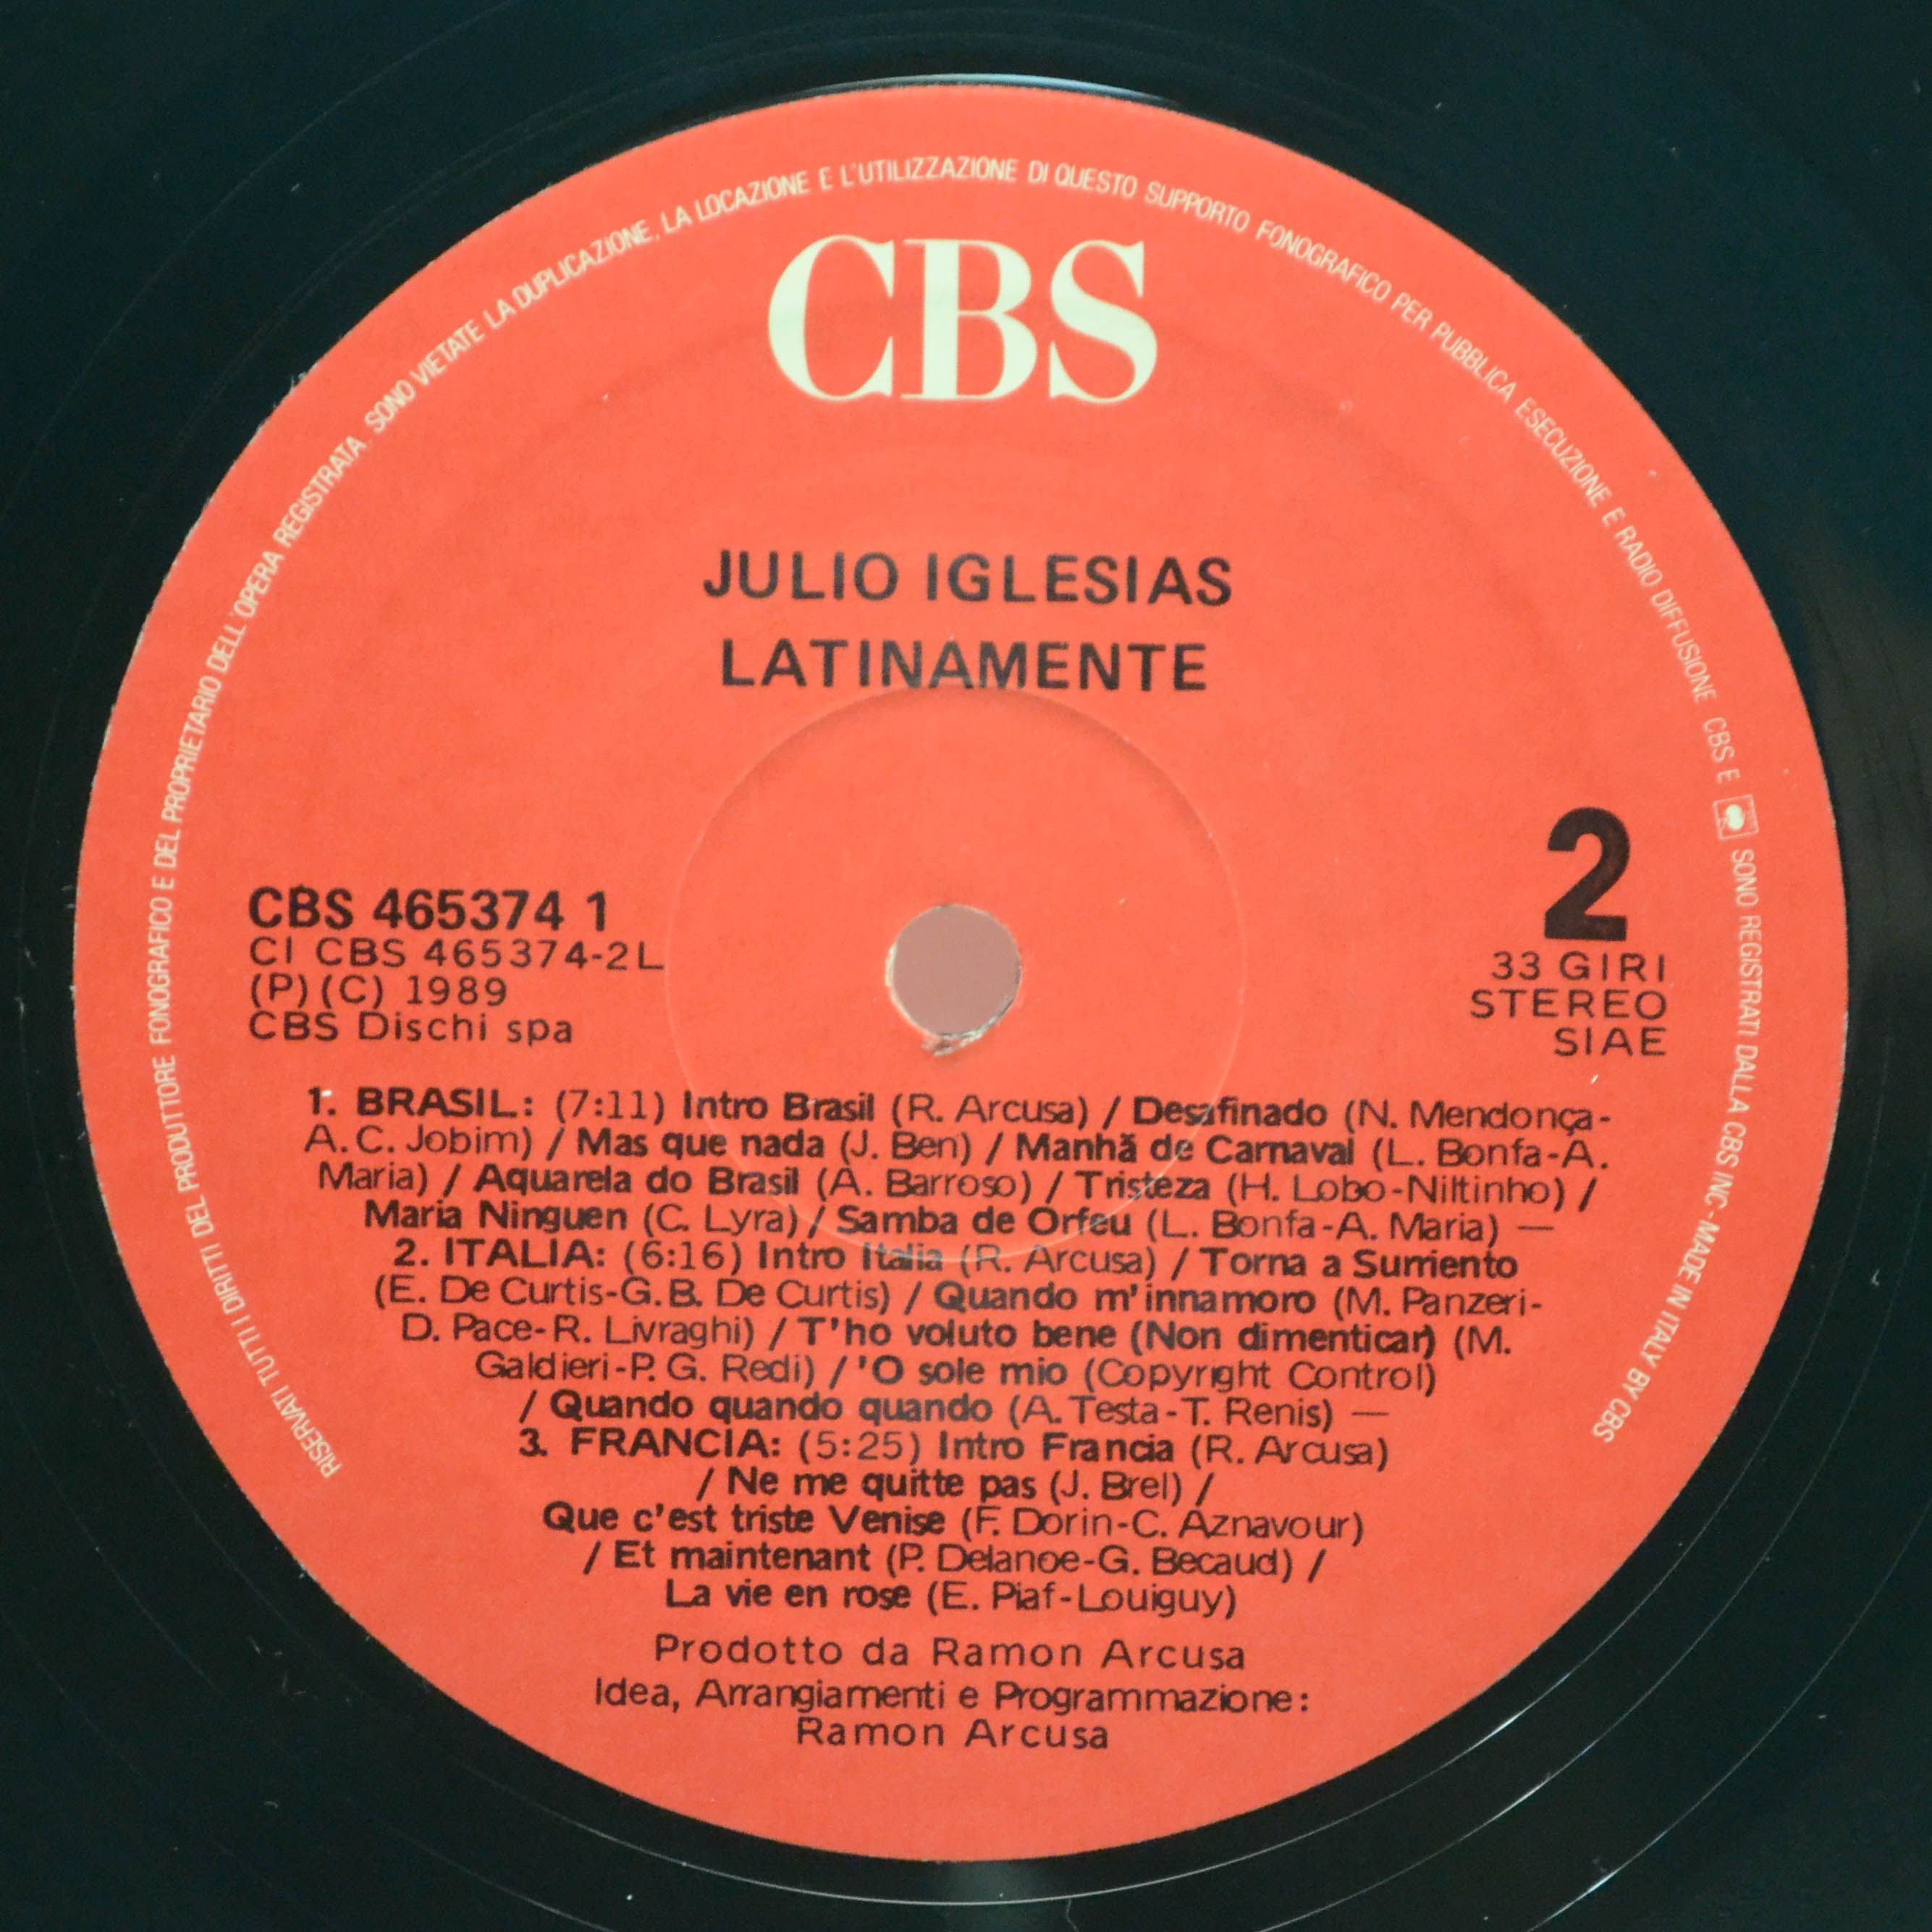 RISERVATI TUTTI I DIRITTI DEL PRODUTTORE FONOGRAFICO E DEL PROPRIETARIO DELL'OPERA REGISTRATA. SONO VIETATE LA DUPLICAZIONE, LA LOCAZIONE E L'UTILIZZAZIONE DI QUESTO SUPPORTO FONOGRAFICO PER PUBBLICA ESECUZIONE E RADIO DIFFUSIONE CBS E SONO REGISTRATI DALLA CBS INC-MADE IN ITALY BY CBS
CBS
JULIO IGLESIAS
LATINAMENTE
CBS 465374 1
CI CBS 465374-2L
(P)(C) 1989
CBS Dischi spa
2
33 GIRI
STEREO
SIAE
1. BRASIL: (7:11) Intro Brasil (R. Arcusa) / Desafinado (N. Mendonça-
A.C. Jobim) / Mas que nada (J. Ben) / Manhã de Carnaval (L. Bonfa-A.
Maria) / Aquarela do Brasil (A. Barroso) / Tristeza (H. Lobo-Niltinho) /
Maria Ninguen (C. Lyra) / Samba de Orfeu (L. Bonfa-A. Maria) —
2. ITALIA: (6:16) Intro Italia (R. Arcusa) / Torna a Surriento
(E. De Curtis-G.B. De Curtis) / Quando m'innamoro (M. Panzeri-
D. Pace-R. Livraghi) / T'ho voluto bene (Non dimenticar) (M.
Galdieri-P. G. Redi) / 'O sole mio (Copyright Control)
/ Quando quando quando (A. Testa-T. Renis) —
3. FRANCIA: (5:25) Intro Francia (R. Arcusa)
/ Ne me quitte pas (J. Brel) /
Que c'est triste Venise (F. Dorin-C. Aznavour)
/ Et maintenant (P. Delanoe-G. Becaud) /
La vie en rose (E. Piaf-Louiguy)
Prodotto da Ramon Arcusa
Idea, Arrangiamenti e Programmazione:
Ramon Arcusa